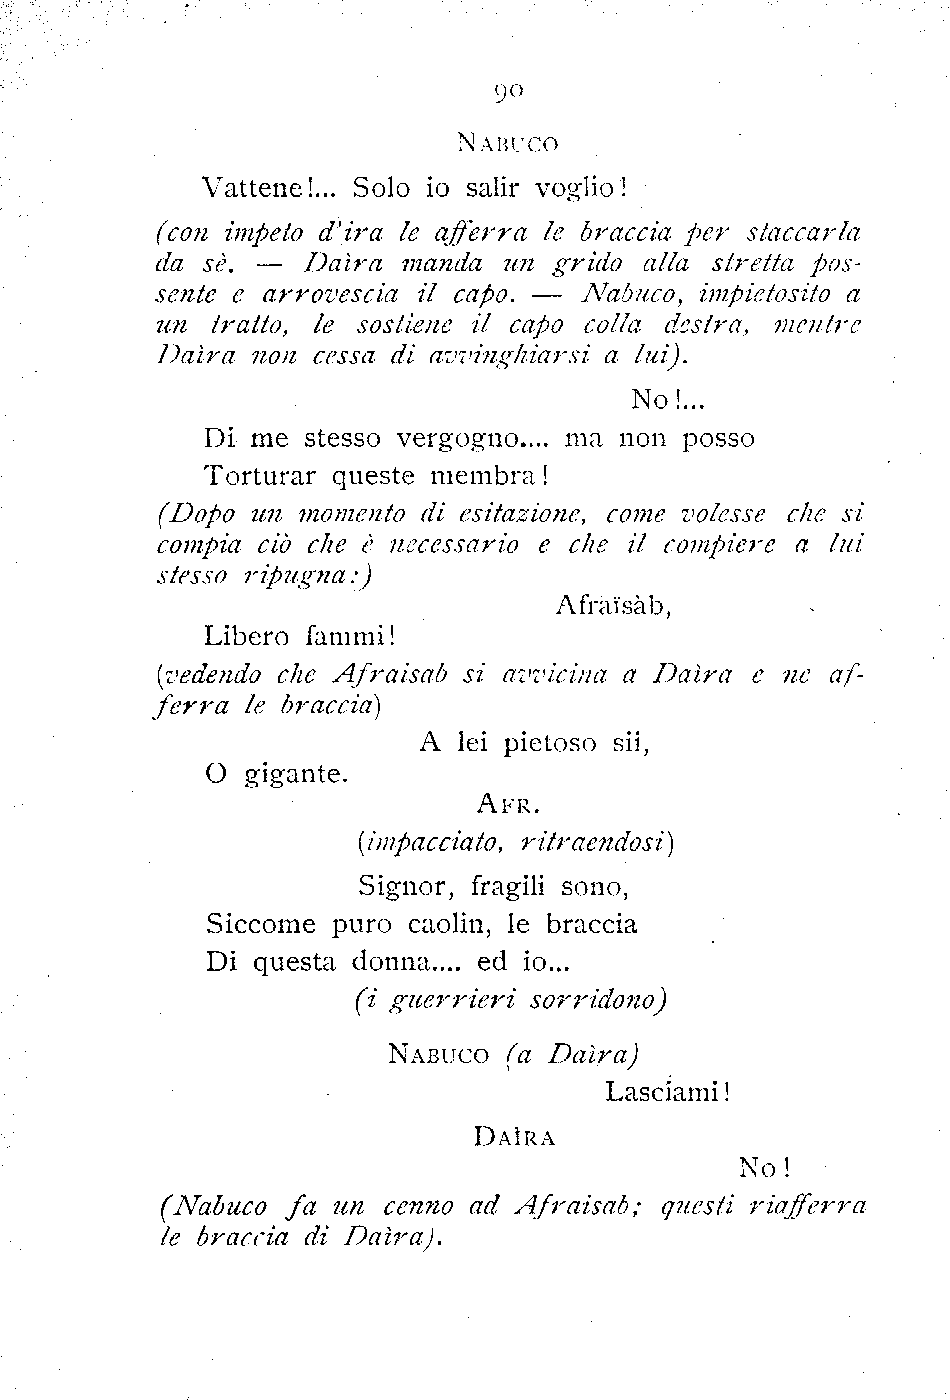 90
NABUCO
Vattene!... Solo io salir voglio!
(con impeto d'ira le afferra le braccia per staccarla
da sè. — Daìra manda un grido alla stretta pos-
sente e arrovescia il capo. — Nabuco, impietosito a
un tratto, le sostiene il capo colla destra, mentre
Daìra non cessa di avvinghiarsi a lui).
No!...
Di me stesso vergogno.... ma non posso
Torturar queste membra!
(Dopo un momento di esitazione, come volesse che si
compia ciò che è necessario e che il compiere a lui
stesso ripugna:)
Afraïsàb,
Libero fammi!
(vedendo che Afraisab si avvicina a Daìra e ne af-
ferra le braccia)
A lei pietoso sii,
O gigante.
AFR.
(impacciato, ritraendosi)
Signor, fragili sono,
Siccome puro caolin, le braccia
Di questa donna.... ed io...
(i guerrieri sorridono)
NABUCO (a Daìra)
Lasciami!
DAÌRA
No!
(Nabuco fa un cenno ad Afraisab; questi riafferra
le braccia di Daìra).